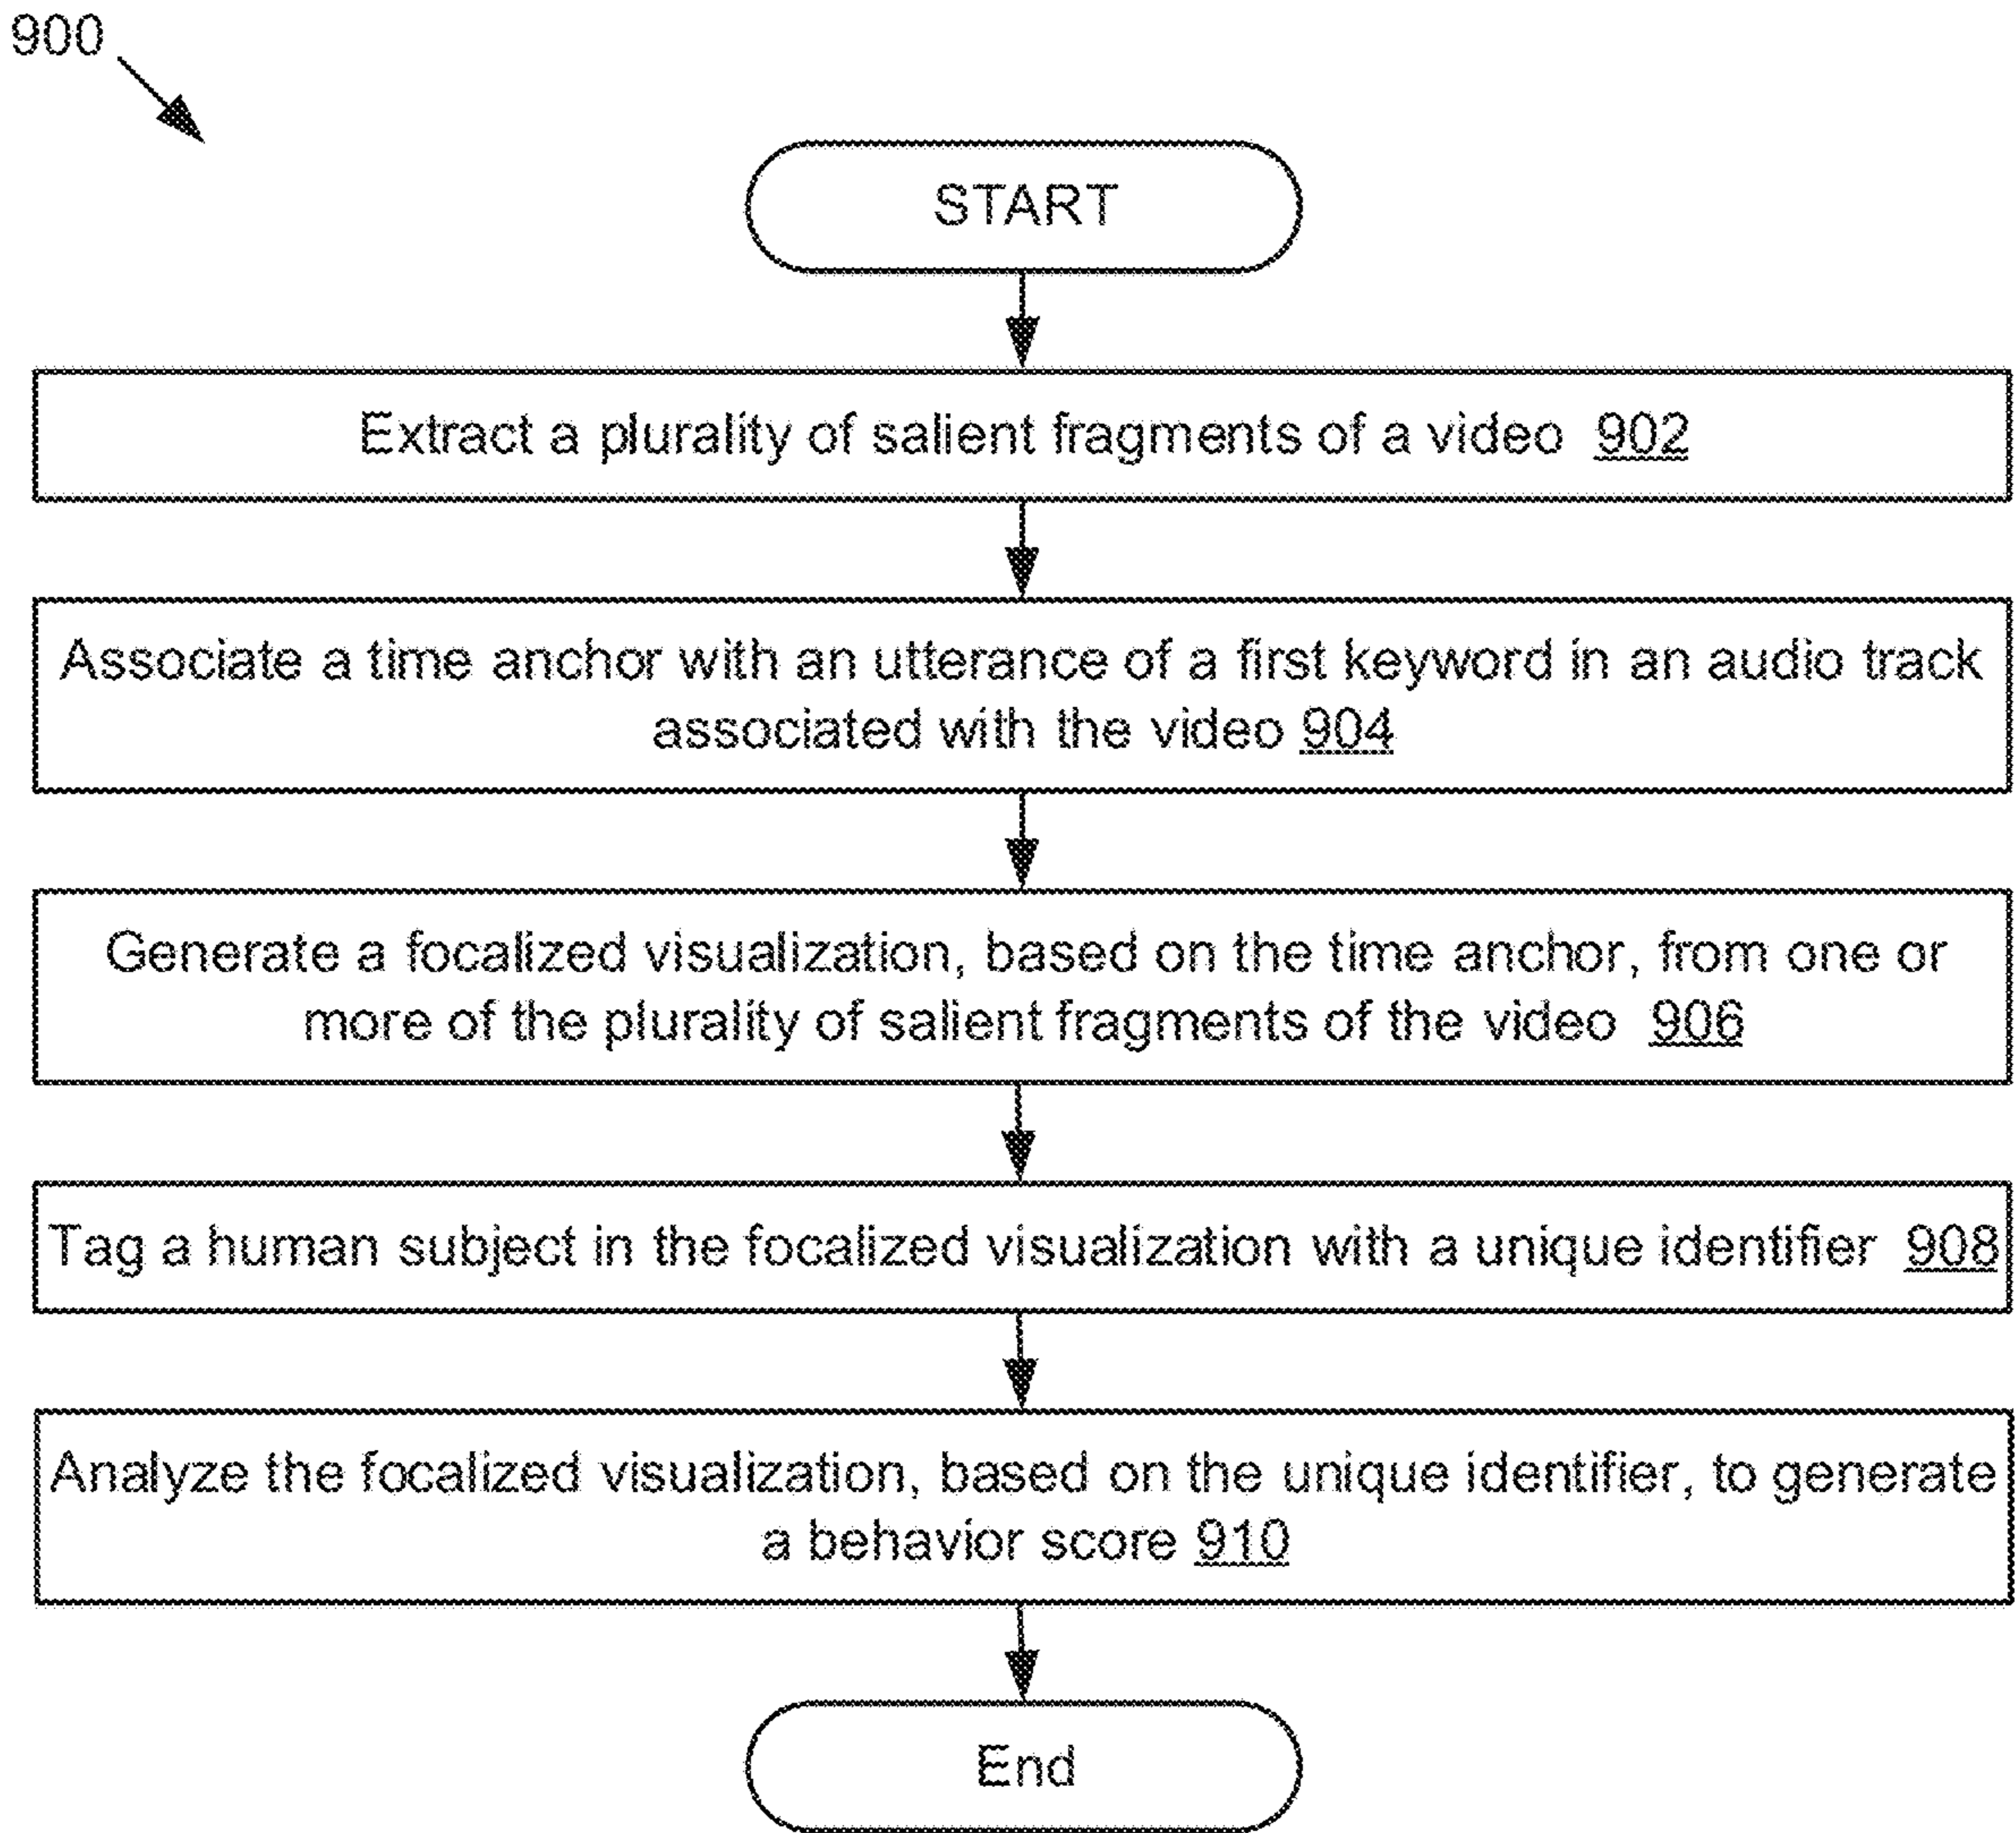 900
START
Extract a plurality of salient fragments of a video 902
Associate a time anchor with an utterance of a first keyword in an audio track
associated with the video 904
Generate a focalized visualization, based on the time anchor, from one or
more of the plurality of salient fragments of the video 906
Tag a human subject in the focalized visualization with a unique identifier 908
Analyze the focalized visualization, based on the unique identifier, to generate
a behavior score 910
End